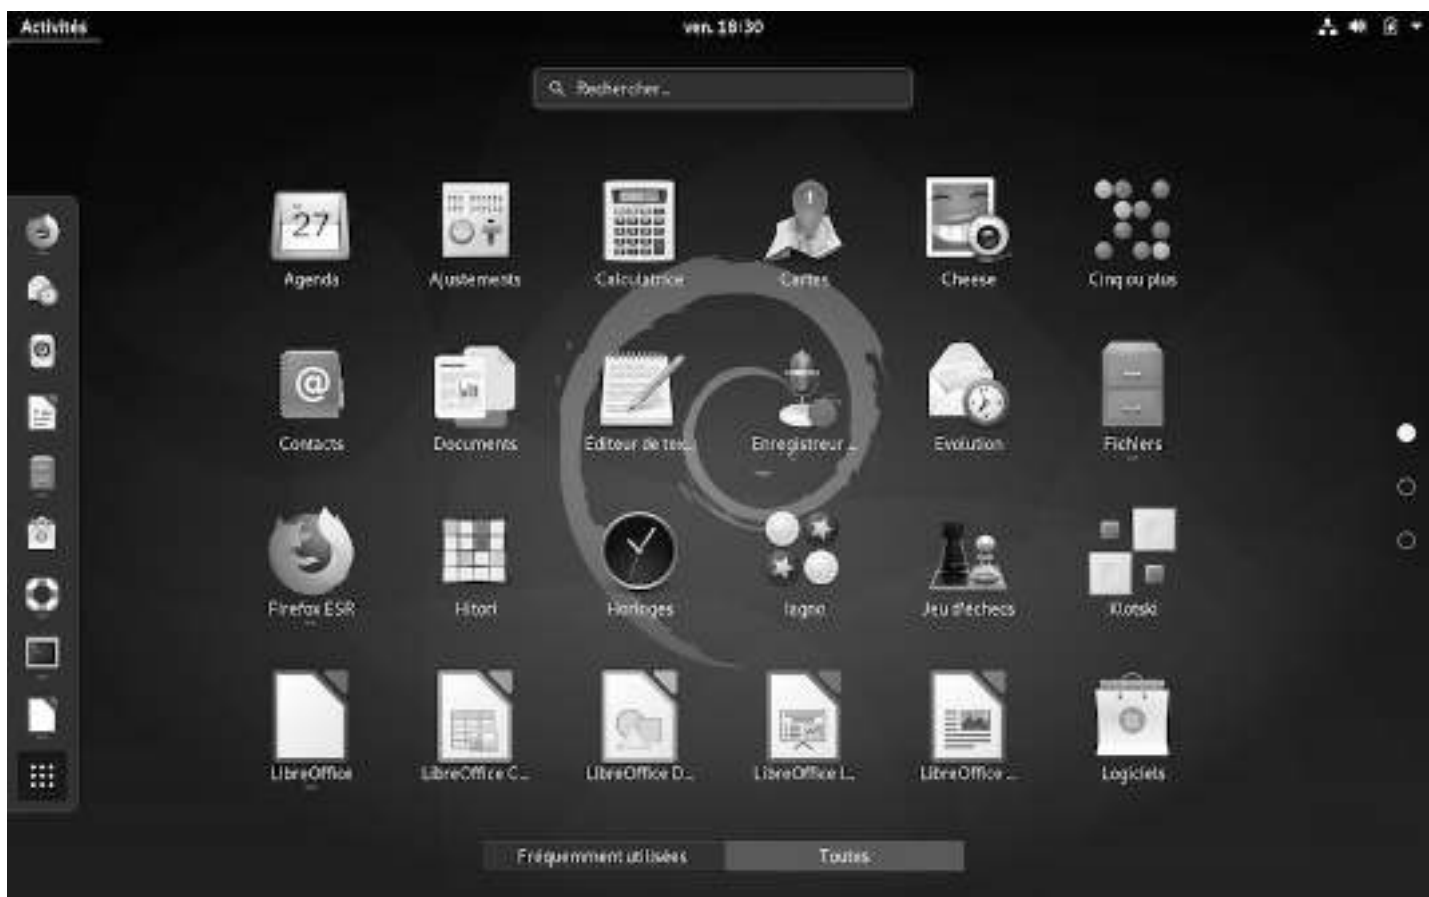 Activités
ven. 18:30
Rechercher…
27
Agenda
Ajustements
Calculatrice
Cartes
Cheese
Cinq ou plus
@
Contacts
Documents
Éditeur de tex…
Enregistreur …
Evolution
Fichiers
Firefox ESR
Hitori
Horloges
Iagno
Jeu d'échecs
Klotski
LibreOffice
LibreOffice C…
LibreOffice D…
LibreOffice I…
LibreOffice …
Logiciels
Fréquemment utilisées
Toutes